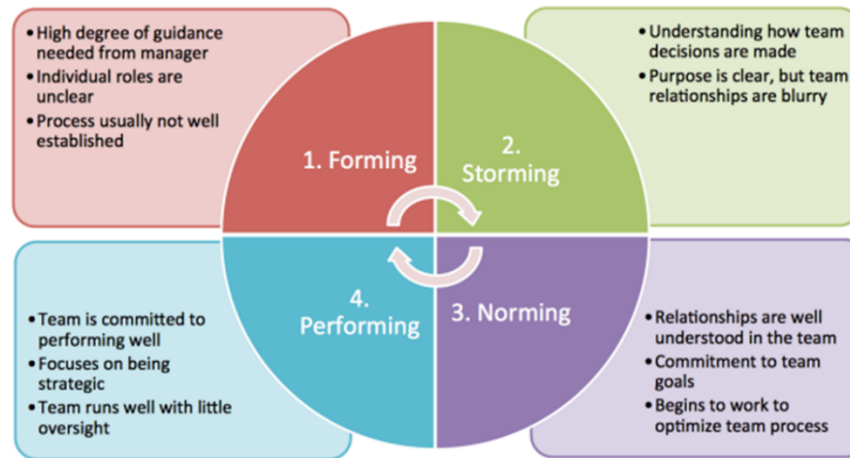 • High degree of guidance
needed from manager
• Individual roles are
unclear
• Process usually not well
established
1. Forming
• Understanding how team
decisions are made
• Purpose is clear, but team
relationships are blurry
2.
Storming
• Relationships are well
understood in the team
• Commitment to team
goals
• Begins to work to
optimize team process
3. Norming
• Team is committed to
performing well
• Focuses on being
strategic
• Team runs well with little
oversight
4.
Performing